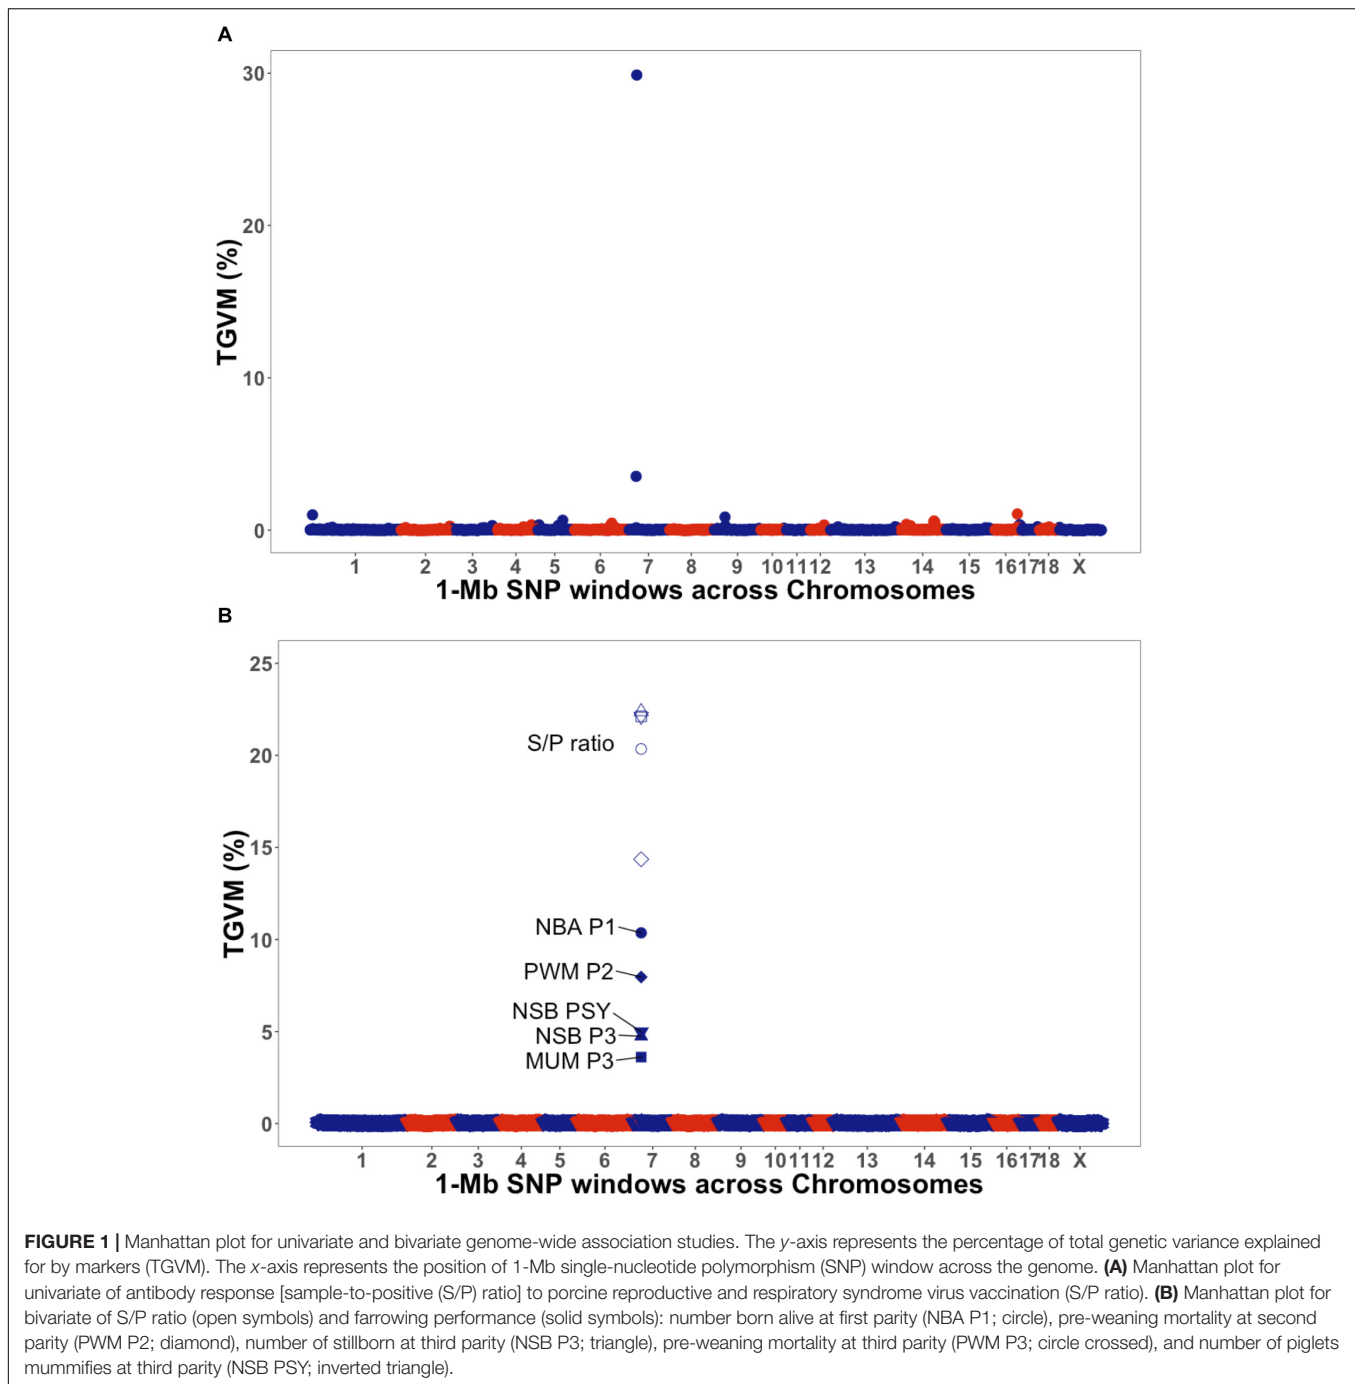 A
30
20
10
0
TGVM (%)
1 2 3 4 5 6 7 8 9 10 11 12 13 14 15 16 17 18 X
1-Mb SNP windows across Chromosomes
B
25
20
15
10
5
0
TGVM (%)
S/P ratio
NBA P1
PWM P2
NSB PSY
NSB P3
MUM P3
1 2 3 4 5 6 7 8 9 10 11 12 13 14 15 16 17 18 X
1-Mb SNP windows across Chromosomes
FIGURE 1 | Manhattan plot for univariate and bivariate genome-wide association studies. The y-axis represents the percentage of total genetic variance explained
for by markers (TGVM). The x-axis represents the position of 1-Mb single-nucleotide polymorphism (SNP) window across the genome. (A) Manhattan plot for
univariate of antibody response [sample-to-positive (S/P) ratio] to porcine reproductive and respiratory syndrome virus vaccination (S/P ratio). (B) Manhattan plot for
bivariate of S/P ratio (open symbols) and farrowing performance (solid symbols): number born alive at first parity (NBA P1; circle), pre-weaning mortality at second
parity (PWM P2; diamond), number of stillborn at third parity (NSB P3; triangle), pre-weaning mortality at third parity (PWM P3; circle crossed), and number of piglets
mummifies at third parity (NSB PSY; inverted triangle).